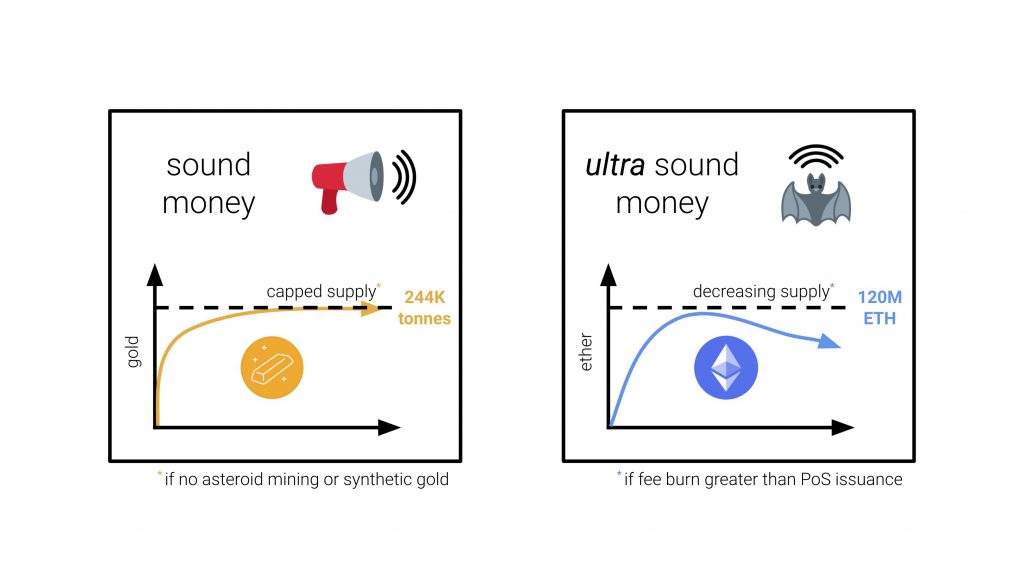 sound
money
capped supply*
244K
tonnes
gold
*if no asteroid mining or synthetic gold
ultra sound
money
decreasing supply*
120M
ETH
ether
*if fee burn greater than PoS issuance